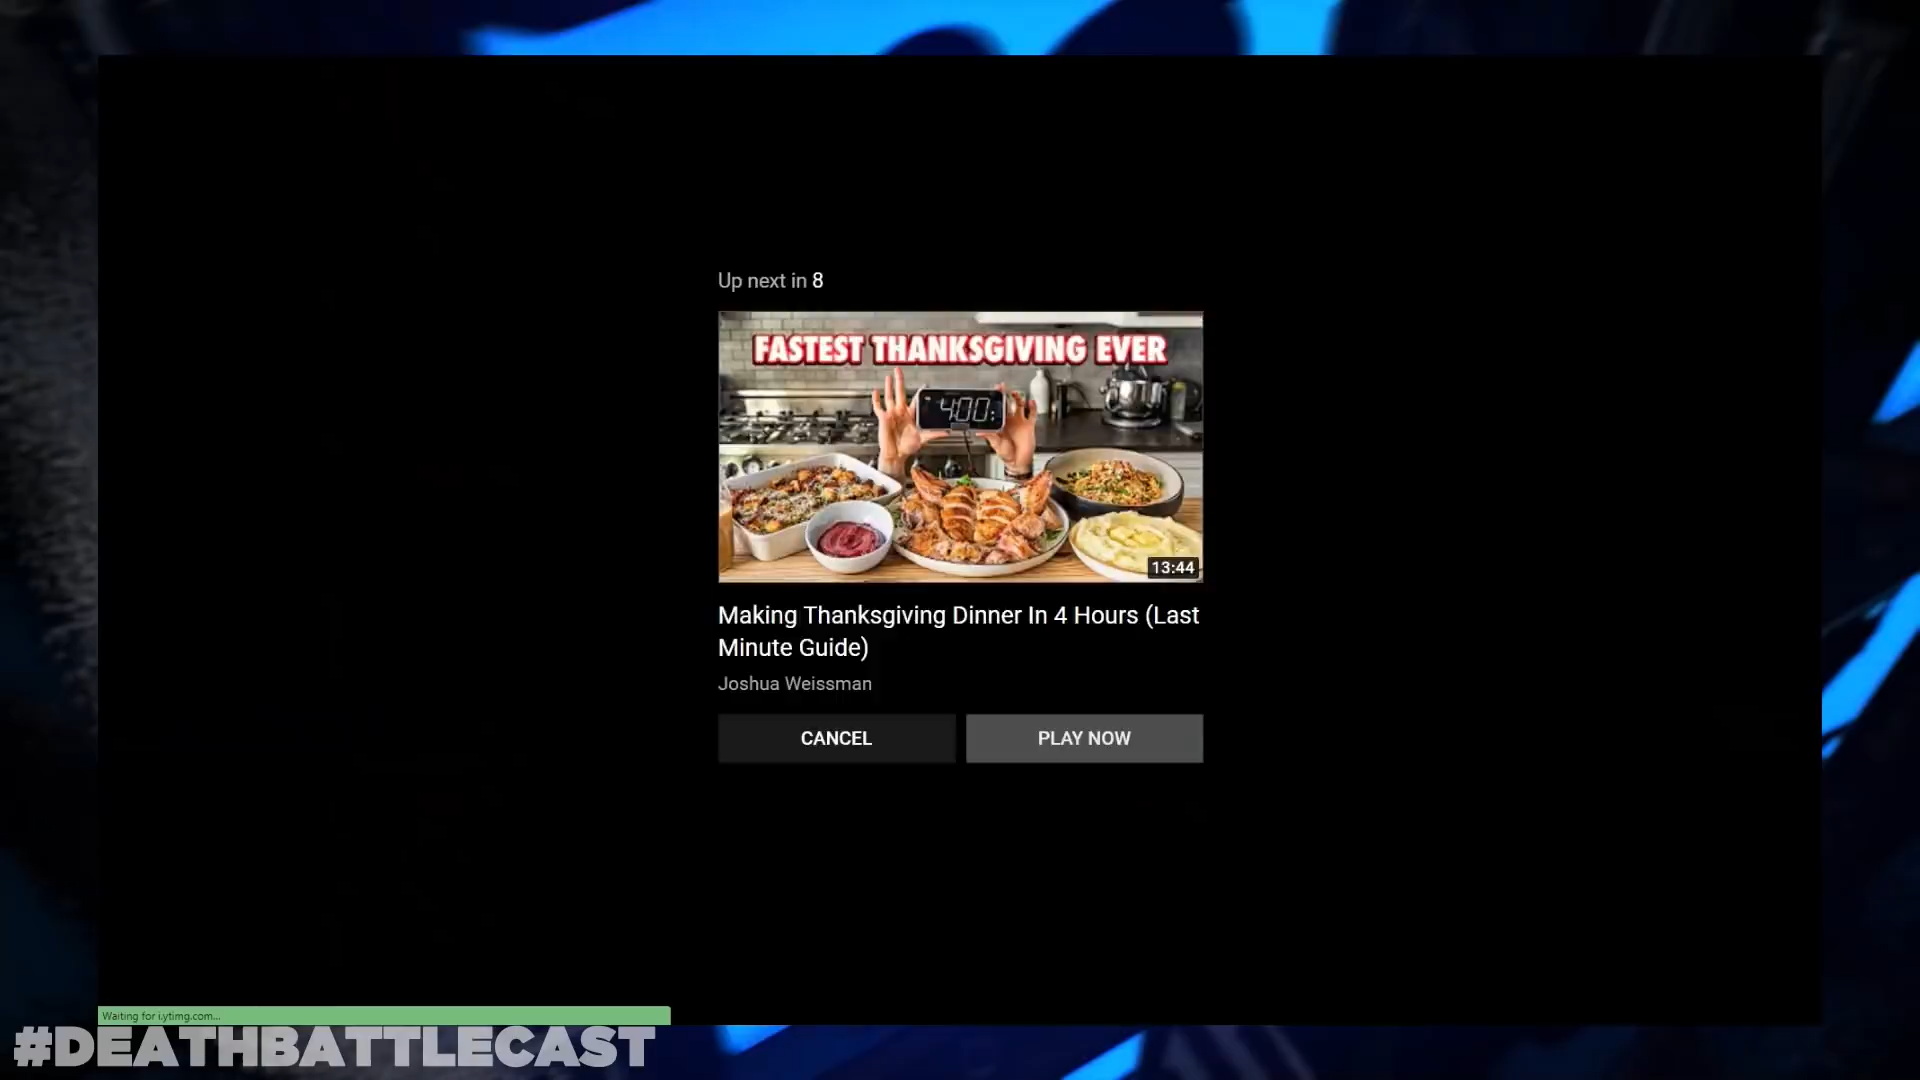 Up next in 8
FASTEST THANKSGIVING EVER
4:00
13:44
Making Thanksgiving Dinner In 4 Hours (Last
Minute Guide)
Joshua Weissman
CANCEL
PLAY NOW
Waiting for i.ytimg.com...
#DEATHBATTLECAST